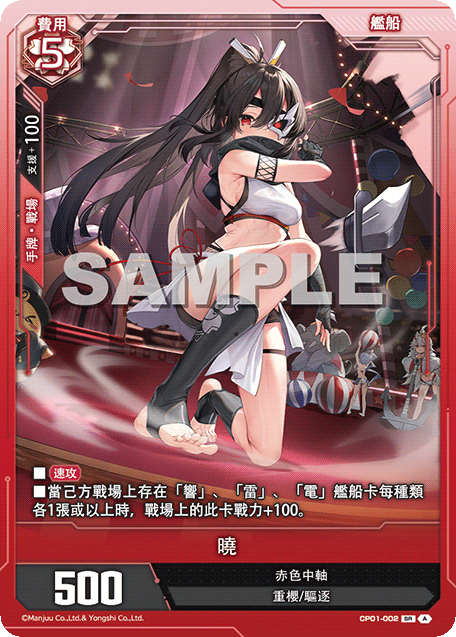 費用
艦船
5
支援+100
手牌・戰場
SAMPLE
■速攻
■當己方戰場上存在「響」、「雷」、「電」艦船卡每種類
各1張或以上時，戰場上的此卡戰力+100。
曉
500
赤色中軸
重櫻/驅逐
©Manjuu Co.,Ltd.& Yongshi Co.,Ltd.
CP01-002 SR A